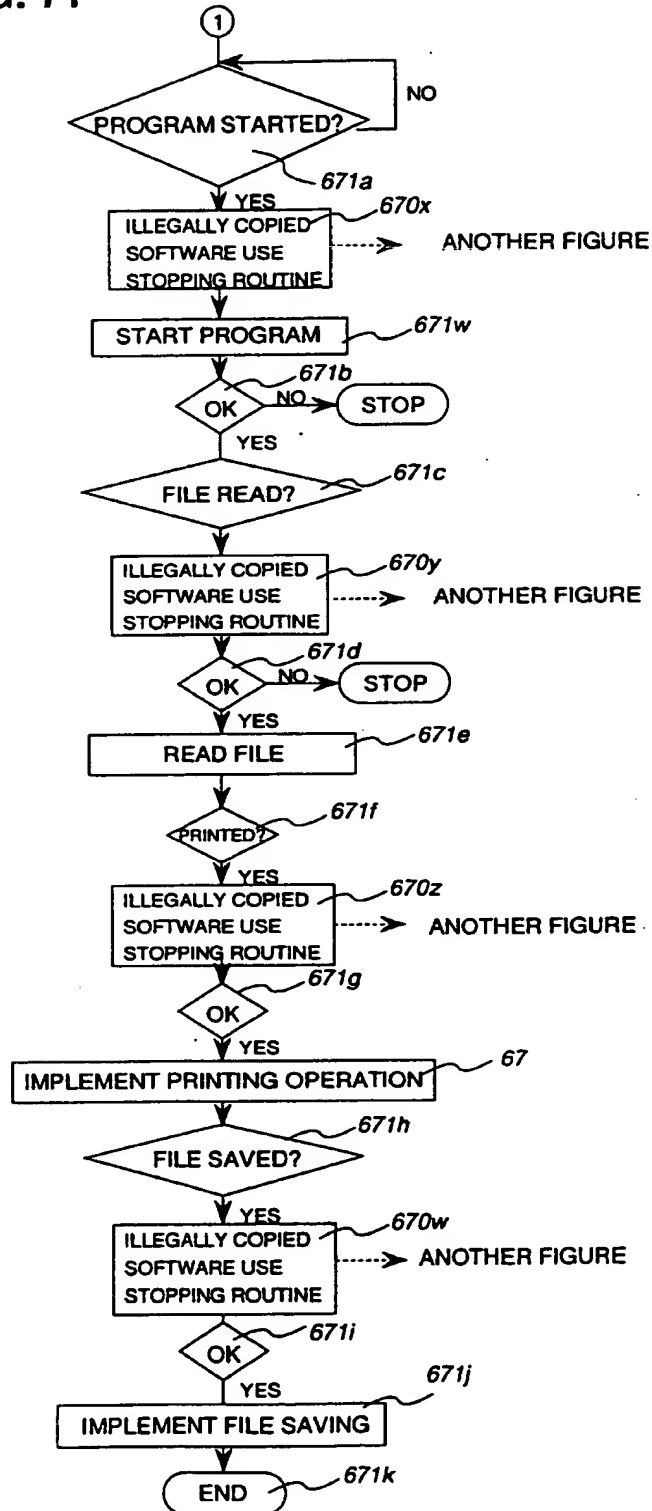 1
NO
PROGRAM STARTED?
671a
YES
670x
ILLEGALLY COPIED
SOFTWARE USE
STOPPING ROUTINE
ANOTHER FIGURE
START PROGRAM
671w
671b
OK
NO
STOP
YES
671c
FILE READ?
670y
ILLEGALLY COPIED
SOFTWARE USE
STOPPING ROUTINE
ANOTHER FIGURE
671d
OK
NO
STOP
YES
671e
READ FILE
671f
PRINTED?
YES
670z
ILLEGALLY COPIED
SOFTWARE USE
STOPPING ROUTINE
ANOTHER FIGURE
671g
OK
YES
67
IMPLEMENT PRINTING OPERATION
671h
FILE SAVED?
YES
670w
ILLEGALLY COPIED
SOFTWARE USE
STOPPING ROUTINE
ANOTHER FIGURE
671i
OK
YES
671j
IMPLEMENT FILE SAVING
671k
END